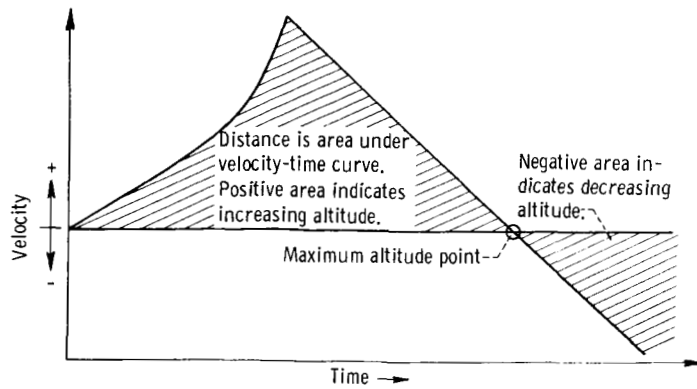 Distance is area under
velocity-time curve.
Positive area indicates
increasing altitude.
Negative area in-
dicates decreasing
altitude.
Maximum altitude point
Velocity
+
-
Time